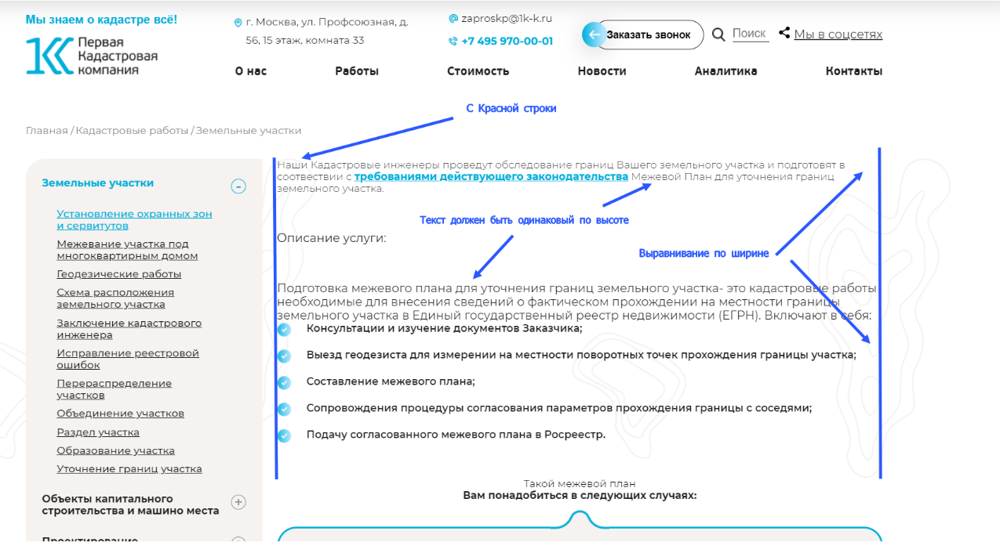 Мы знаем о кадастре всё!
1К Первая
Кадастровая
компания
г. Москва, ул. Профсоюзная, д.
56, 15 этаж, комната 33
zaproskp@1k-k.ru
+7 495 970-00-01
Заказать звонок
Поиск
Мы в соцсетях
О нас Работы Стоимость Новости Аналитика Контакты
С Красной строки
Главная / Кадастровые работы / Земельные участки
Земельные участки
Установление охранных зон
и сервитутов
Межевание участка под
многоквартирным домом
Геодезические работы
Схема расположения
земельного участка
Заключение кадастрового
инженера
Исправление реестровой
ошибок
Перераспределение
участков
Объединение участков
Раздел участка
Образование участка
Уточнение границ участка
Объекты капитального
строительства и машино места
Проектирование
Наши Кадастровые инженеры проведут обследование границ Вашего земельного участка и подготовят в
соотвествии с требованиями действующего законодательства Межевой План для уточнения границ
земельного участка.
Текст должен быть одинаковый по высоте
Описание услуги:
Выравнивание по ширине
Подготовка межевого плана для уточнения границ земельного участка- это кадастровые работы
необходимые для внесения сведений о фактическом прохождении на местности границы
земельного участка в Единый государственный реестр недвижимости (ЕГРН). Включают в себя:
Консультации и изучение документов Заказчика;
Выезд геодезиста для измерении на местности поворотных точек прохождения границы участка;
Составление межевого плана;
Сопровождения процедуры согласования параметров прохождения границы с соседями;
Подачу согласованного межевого плана в Росреестр.
Такой межевой план
Вам понадобиться в следующих случаях: